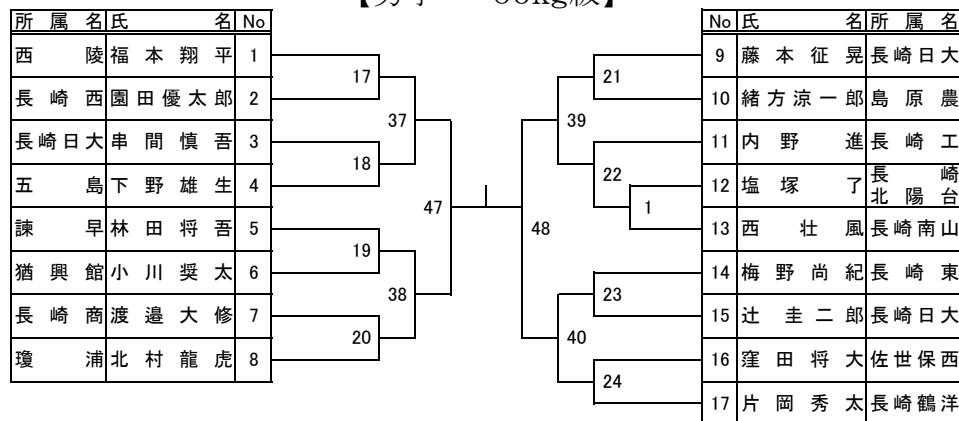 所属名 氏名 No
西陵 福本翔平 1
長崎西 園田優太郎 2
長崎日大 串間慎吾 3
五島 下野雄生 4
諫早 林田将吾 5
猶興館 小川奨太 6
長崎商 渡邉大修 7
瓊浦 北村龍虎 8
17
18
19
20
37
38
47
48
39
40
21
22
1
23
24
No 氏名 所属名
9 藤本征晃 長崎日大
10 緒方涼一郎 島原農
11 内野進 長崎工
12 塩塚了 長崎北陽台
13 西壮風 長崎南山
14 梅野尚紀 長崎東
15 辻圭二郎 長崎日大
16 窪田将大 佐世保西
17 片岡秀太 長崎鶴洋